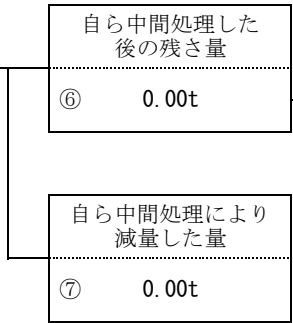 自ら中間処理した
後の残さ量
⑥ 0.00t
自ら中間処理により
減量した量
⑦ 0.00t